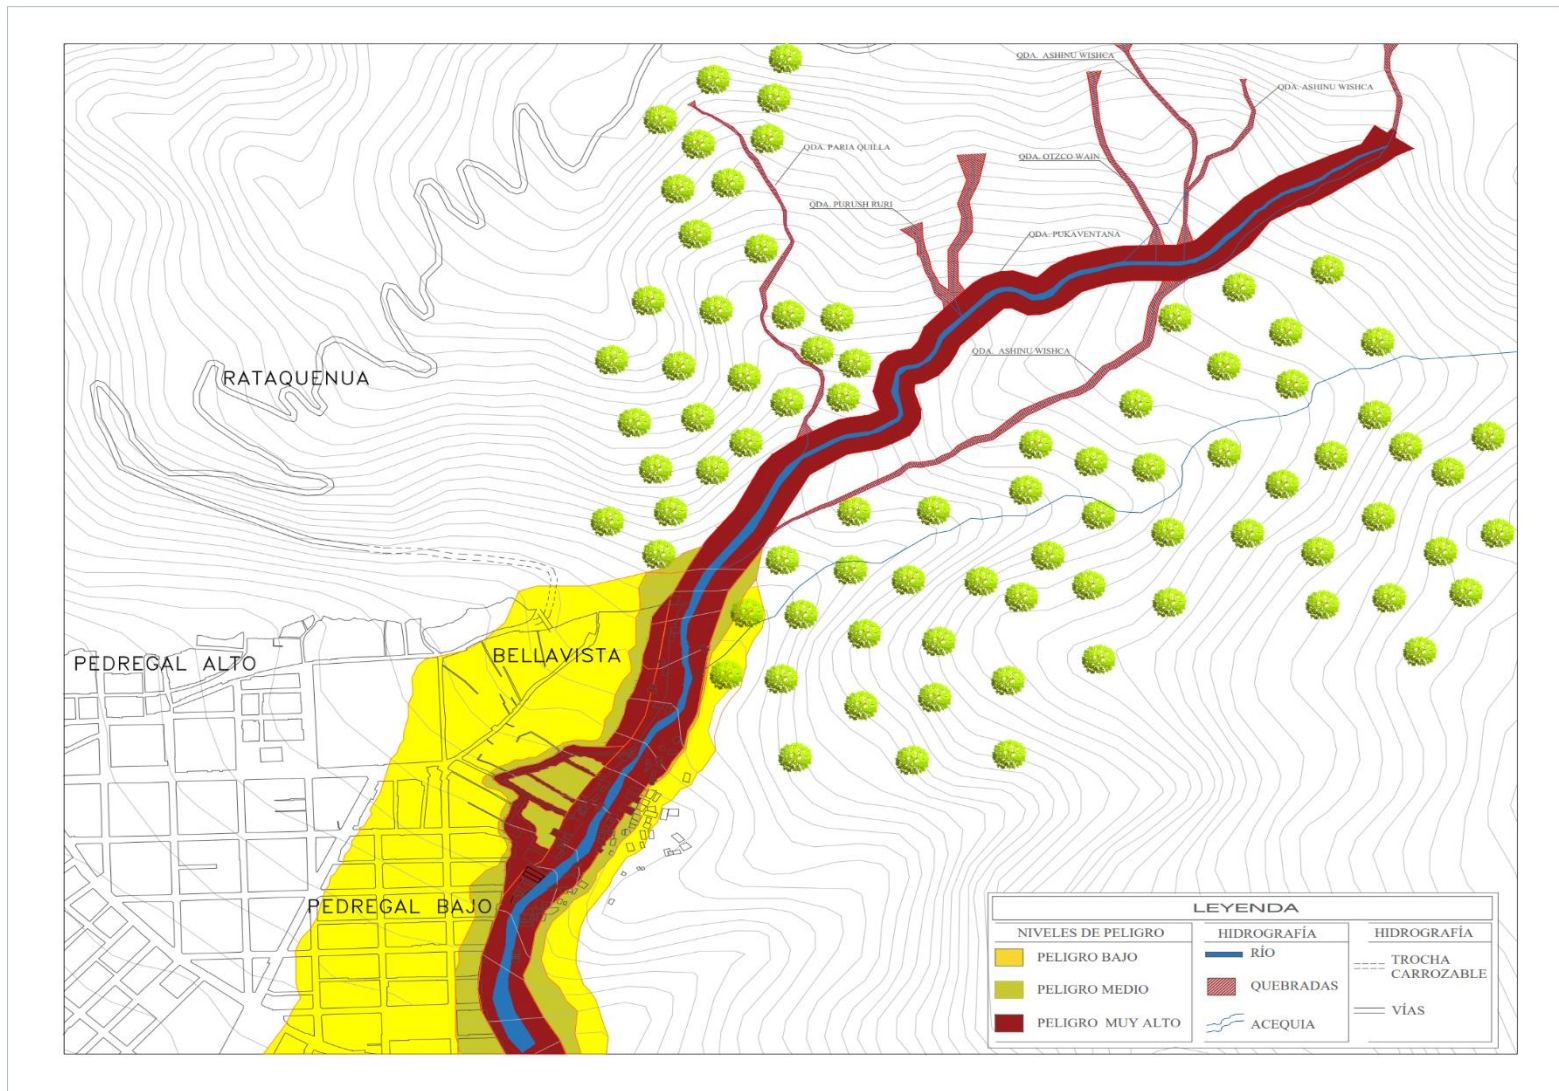 QDA. ASHINU WISHCA
QDA. ASHINU WISHCA
QDA. PARIA QUILLA
QDA. OTZCO WAIN
QDA. PURUSH RURI
QDA. PUKAVENTANA
QDA. ASHINU WISHCA
RATAQUENUA
BELLAVISTA
PEDREGAL ALTO
PEDREGAL BAJO
LEYENDA
NIVELES DE PELIGRO
PELIGRO BAJO
PELIGRO MEDIO
PELIGRO MUY ALTO
HIDROGRAFÍA
RÍO
QUEBRADAS
ACEQUIA
HIDROGRAFÍA
TROCHA
CARROZABLE
VÍAS